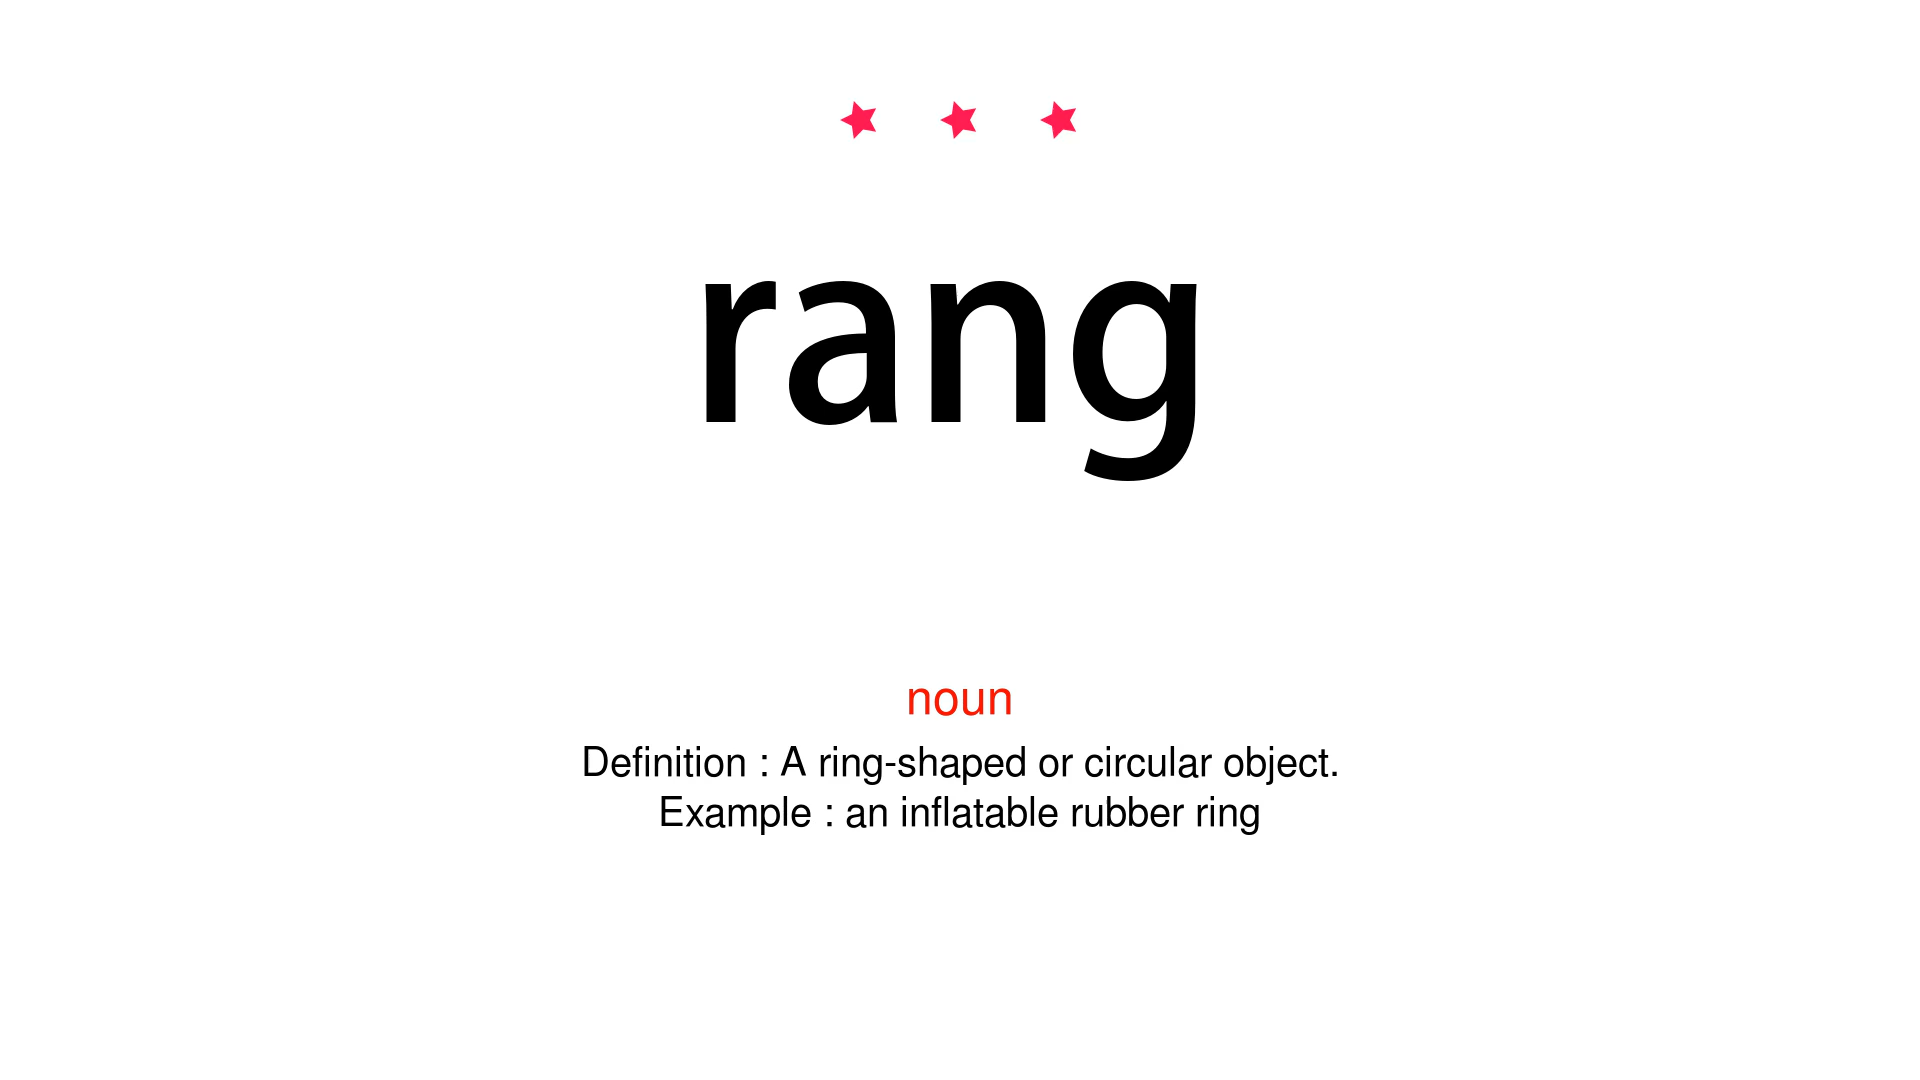 rang
noun
Definition : A ring-shaped or circular object.
Example : an inflatable rubber ring